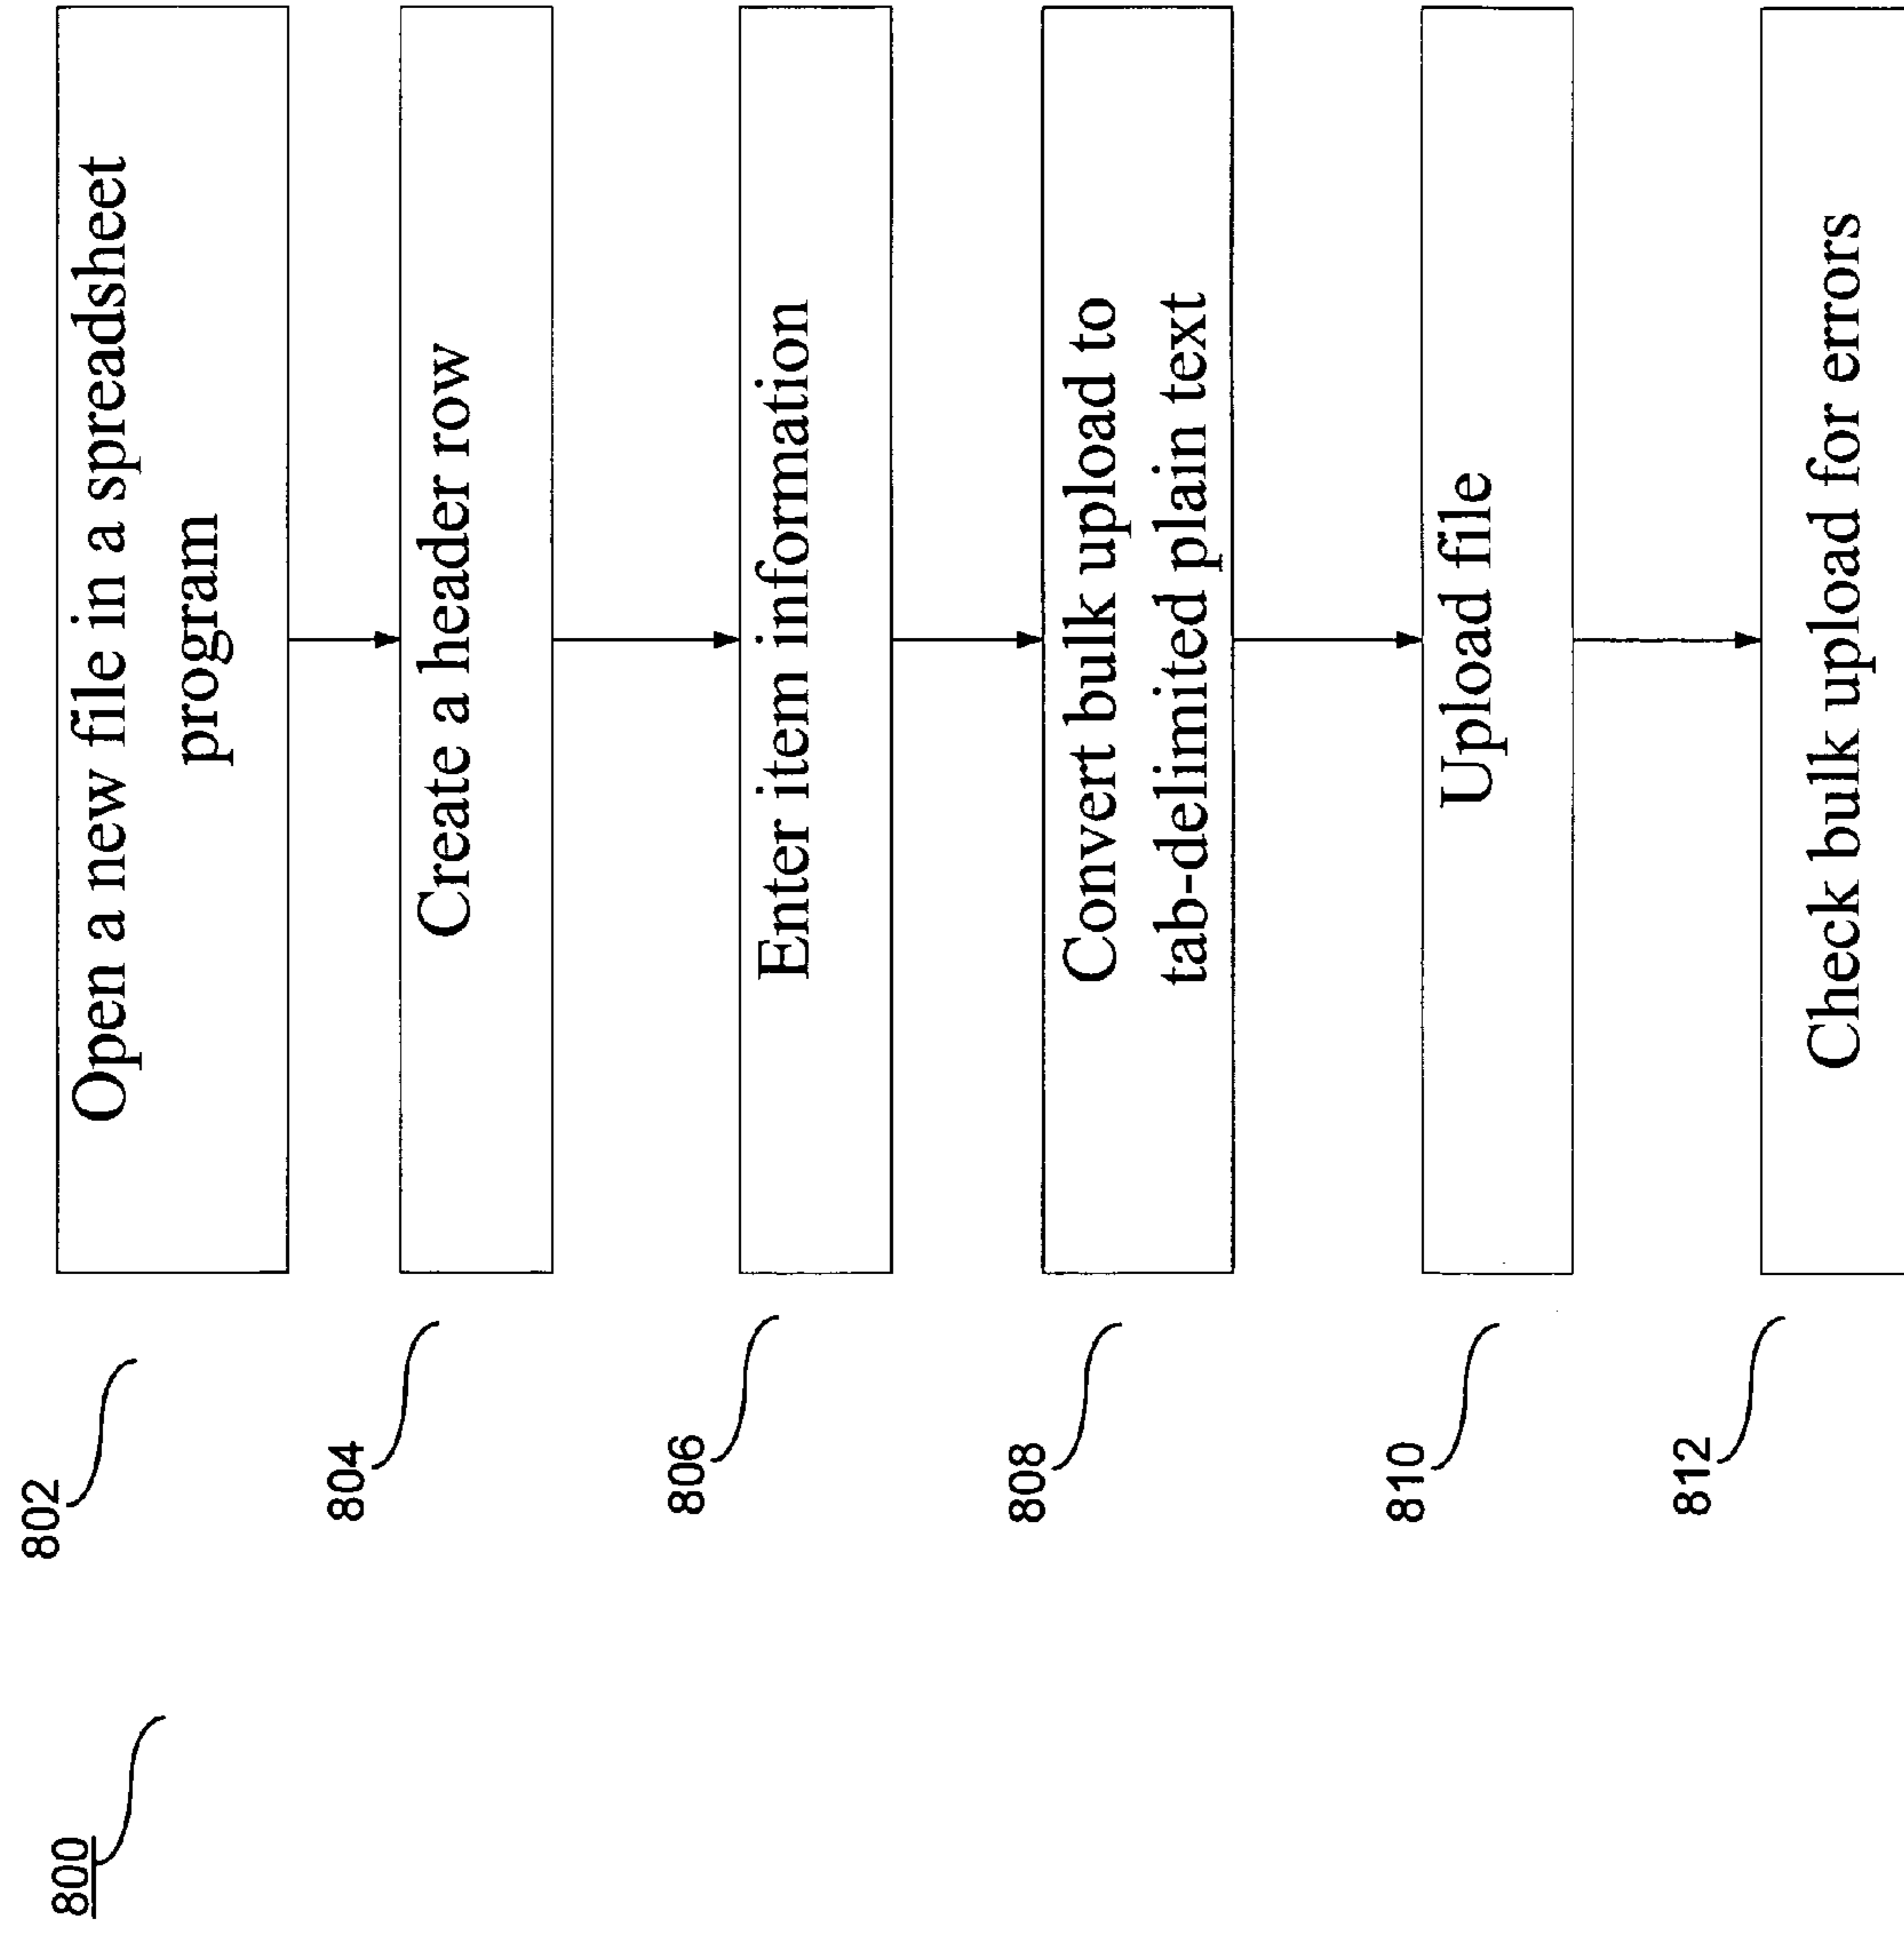 800
802
Open a new file in a spreadsheet
program
804
Create a header row
806
Enter item information
808
Convert bulk upload to
tab-delimited plain text
810
Upload file
812
Check bulk upload for errors